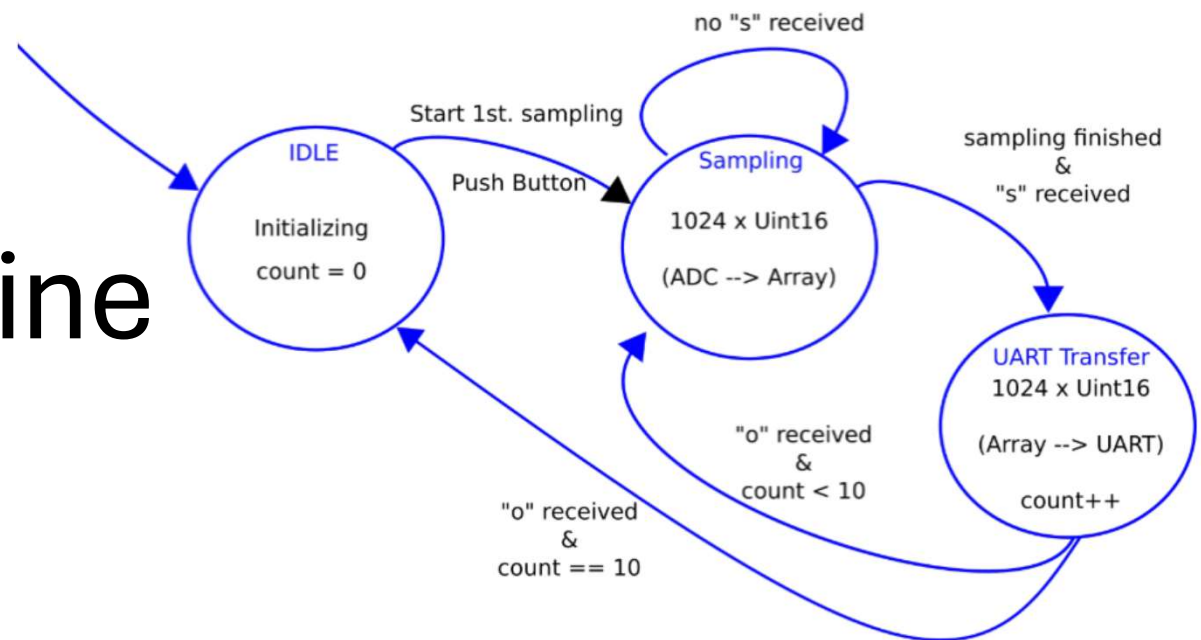 no "s" received
Start 1st. sampling
Push Button
sampling finished
&
"s" received
IDLE
Initializing
count = 0
Sampling
1024 x Uint16
(ADC --> Array)
ine
UART Transfer
1024 x Uint16
(Array --> UART)
count++
"o" received
&
count < 10
"o" received
&
count == 10